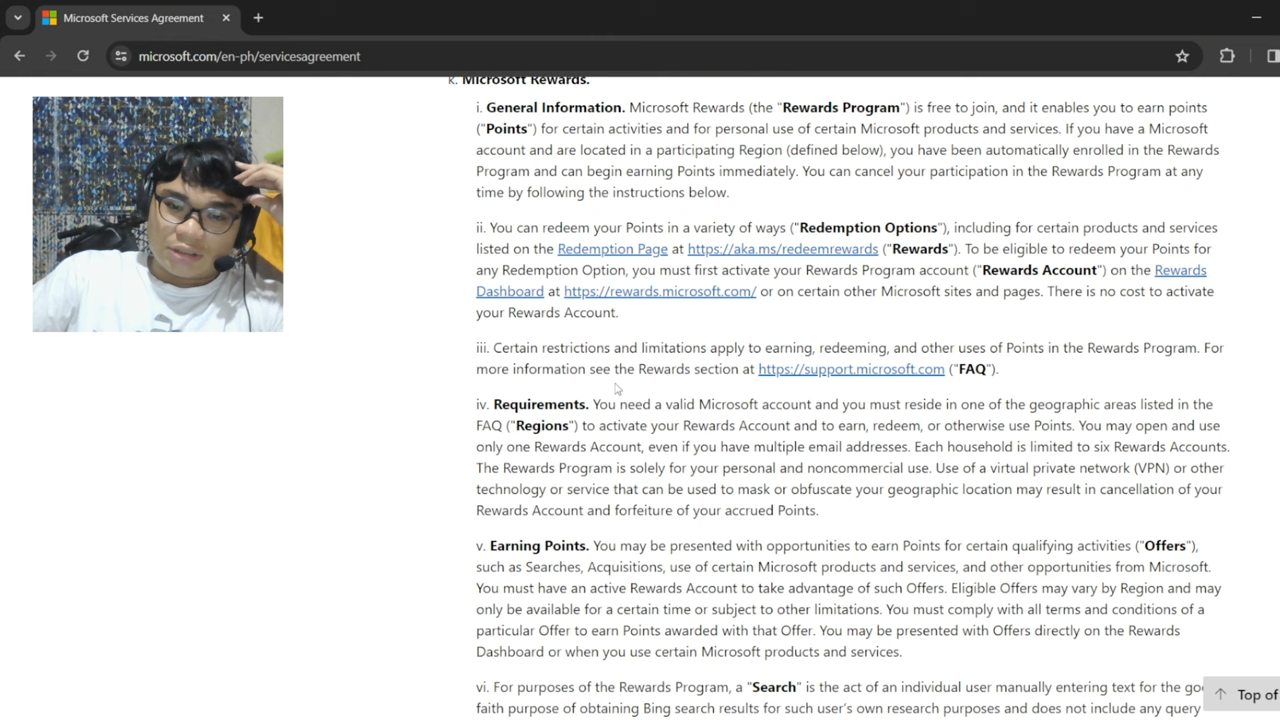 Microsoft Services Agreement
microsoft.com/en-ph/servicesagreement
k. Microsoft Rewards.
i. General Information. Microsoft Rewards (the "Rewards Program") is free to join, and it enables you to earn points
("Points") for certain activities and for personal use of certain Microsoft products and services. If you have a Microsoft
account and are located in a participating Region (defined below), you have been automatically enrolled in the Rewards
Program and can begin earning Points immediately. You can cancel your participation in the Rewards Program at any
time by following the instructions below.
ii. You can redeem your Points in a variety of ways ("Redemption Options"), including for certain products and services
listed on the Redemption Page at https://aka.ms/redeemrewards ("Rewards"). To be eligible to redeem your Points for
any Redemption Option, you must first activate your Rewards Program account ("Rewards Account") on the Rewards
Dashboard at https://rewards.microsoft.com/ or on certain other Microsoft sites and pages. There is no cost to activate
your Rewards Account.
iii. Certain restrictions and limitations apply to earning, redeeming, and other uses of Points in the Rewards Program. For
more information see the Rewards section at https://support.microsoft.com ("FAQ").
iv. Requirements. You need a valid Microsoft account and you must reside in one of the geographic areas listed in the
FAQ ("Regions") to activate your Rewards Account and to earn, redeem, or otherwise use Points. You may open and use
only one Rewards Account, even if you have multiple email addresses. Each household is limited to six Rewards Accounts.
The Rewards Program is solely for your personal and noncommercial use. Use of a virtual private network (VPN) or other
technology or service that can be used to mask or obfuscate your geographic location may result in cancellation of your
Rewards Account and forfeiture of your accrued Points.
v. Earning Points. You may be presented with opportunities to earn Points for certain qualifying activities ("Offers"),
such as Searches, Acquisitions, use of certain Microsoft products and services, and other opportunities from Microsoft.
You must have an active Rewards Account to take advantage of such Offers. Eligible Offers may vary by Region and may
only be available for a certain time or subject to other limitations. You must comply with all terms and conditions of a
particular Offer to earn Points awarded with that Offer. You may be presented with Offers directly on the Rewards
Dashboard or when you use certain Microsoft products and services.
vi. For purposes of the Rewards Program, a "Search" is the act of an individual user manually entering text for the go
faith purpose of obtaining Bing search results for such user's own research purposes and does not include any query
Top of